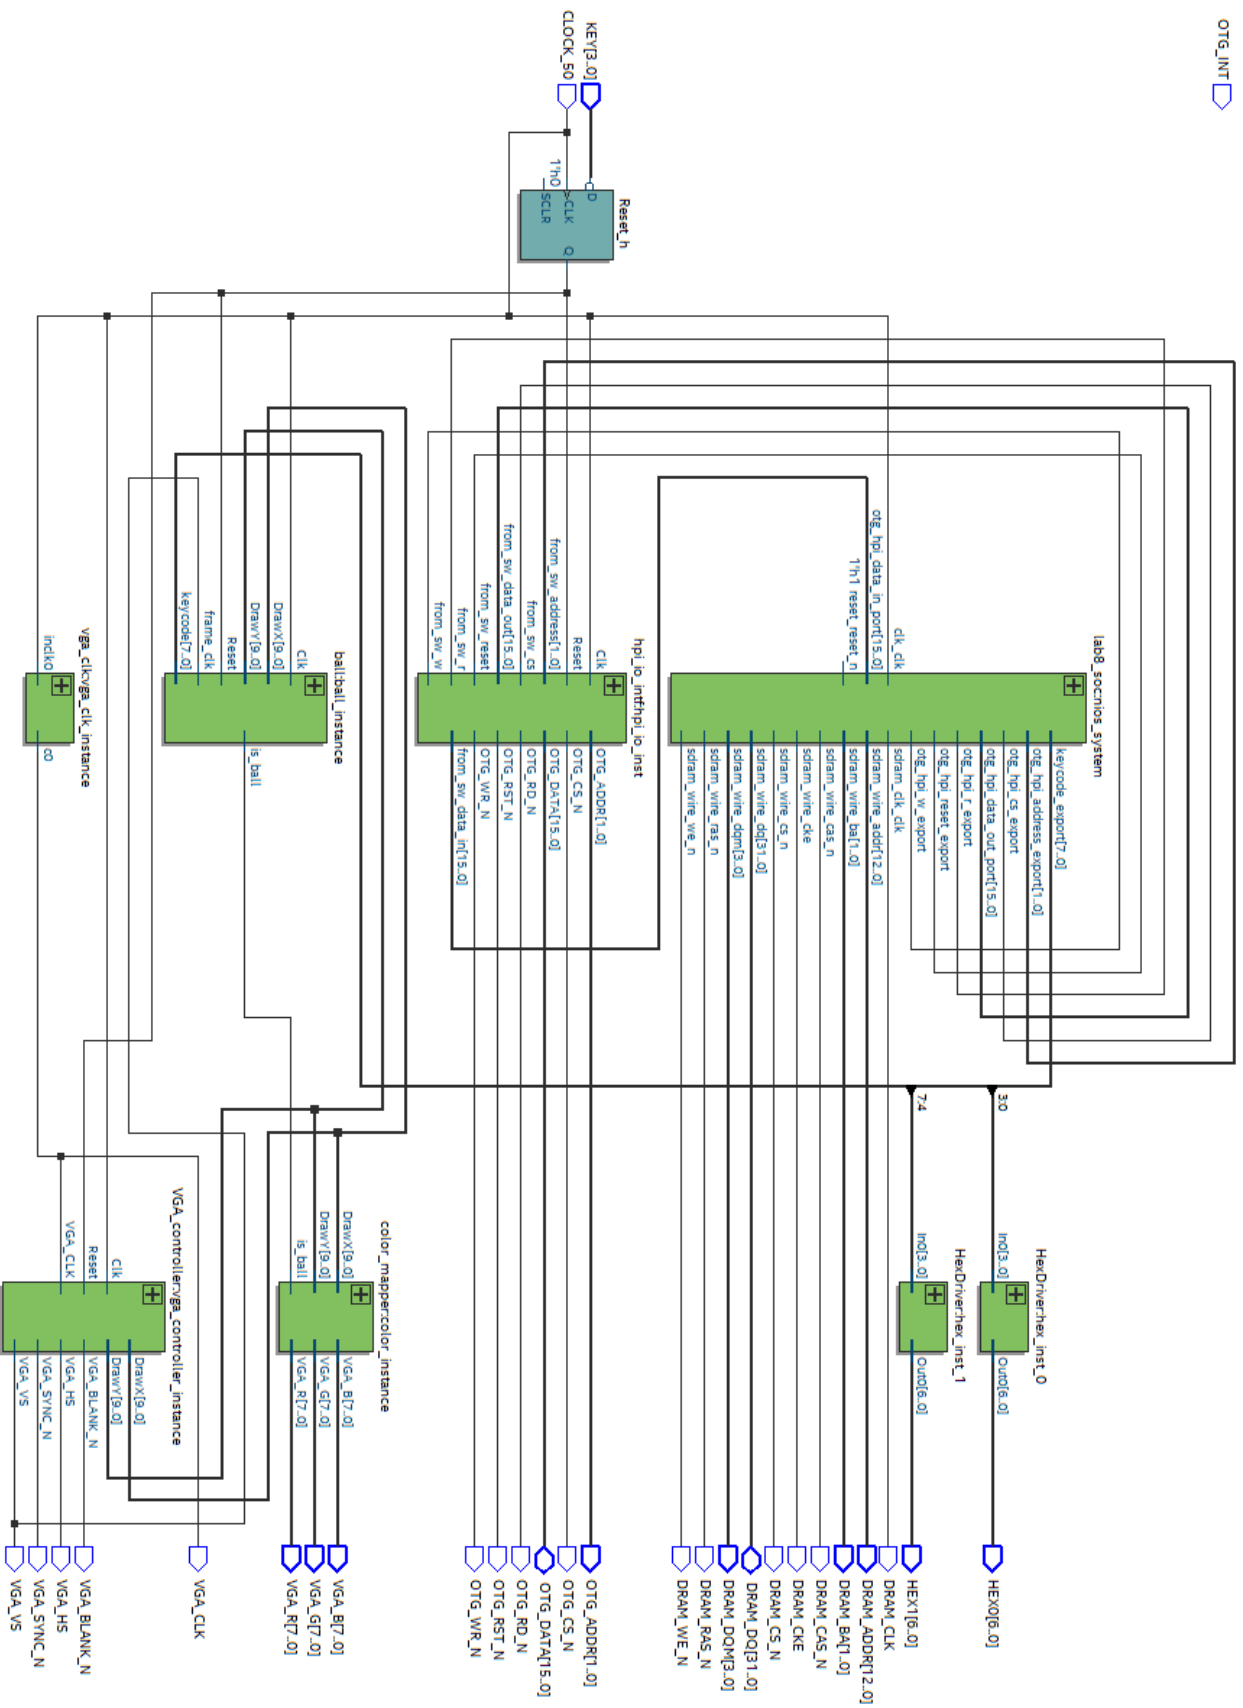 OTG_INT
KEY[3..0]
CLOCK_50
1'h0
Reset_h
D
CLK
SCLR
Q
lab8_soc:nios_system
clk_clk
otg_hpi_data_in_port[15..0]
1'h1 reset_reset_n
keycode_export[7..0]
otg_hpi_address_export[1..0]
otg_hpi_cs_export
otg_hpi_data_out_port[15..0]
otg_hpi_r_export
otg_hpi_reset_export
otg_hpi_w_export
sdram_clk_clk
sdram_wire_addr[12..0]
sdram_wire_ba[1..0]
sdram_wire_cas_n
sdram_wire_cke
sdram_wire_cs_n
sdram_wire_dq[31..0]
sdram_wire_dqm[3..0]
sdram_wire_ras_n
sdram_wire_we_n
hpi_io_intf:hpi_io_inst
Clk
Reset
from_sw_address[1..0]
from_sw_cs
from_sw_data_out[15..0]
from_sw_reset
from_sw_r
from_sw_w
OTG_ADDR[1..0]
OTG_CS_N
OTG_DATA[15..0]
OTG_RD_N
OTG_RST_N
OTG_WR_N
from_sw_data_in[15..0]
ball:ball_instance
Clk
DrawX[9..0]
DrawY[9..0]
Reset
frame_clk
keycode[7..0]
is_ball
vga_clk:vga_clk_instance
inclk0
c0
3:0
7:4
HexDriver:hex_inst_0
In0[3..0]
Out0[6..0]
HexDriver:hex_inst_1
In0[3..0]
Out0[6..0]
color_mapper:color_instance
DrawX[9..0]
DrawY[9..0]
is_ball
VGA_B[7..0]
VGA_G[7..0]
VGA_R[7..0]
VGA_controller:vga_controller_instance
Clk
Reset
VGA_CLK
DrawX[9..0]
DrawY[9..0]
VGA_BLANK_N
VGA_HS
VGA_SYNC_N
VGA_VS
HEX0[6..0]
HEX1[6..0]
DRAM_CLK
DRAM_ADDR[12..0]
DRAM_BA[1..0]
DRAM_CAS_N
DRAM_CKE
DRAM_CS_N
DRAM_DQ[31..0]
DRAM_DQM[3..0]
DRAM_RAS_N
DRAM_WE_N
OTG_ADDR[1..0]
OTG_CS_N
OTG_DATA[15..0]
OTG_RD_N
OTG_RST_N
OTG_WR_N
VGA_B[7..0]
VGA_G[7..0]
VGA_R[7..0]
VGA_CLK
VGA_BLANK_N
VGA_HS
VGA_SYNC_N
VGA_VS